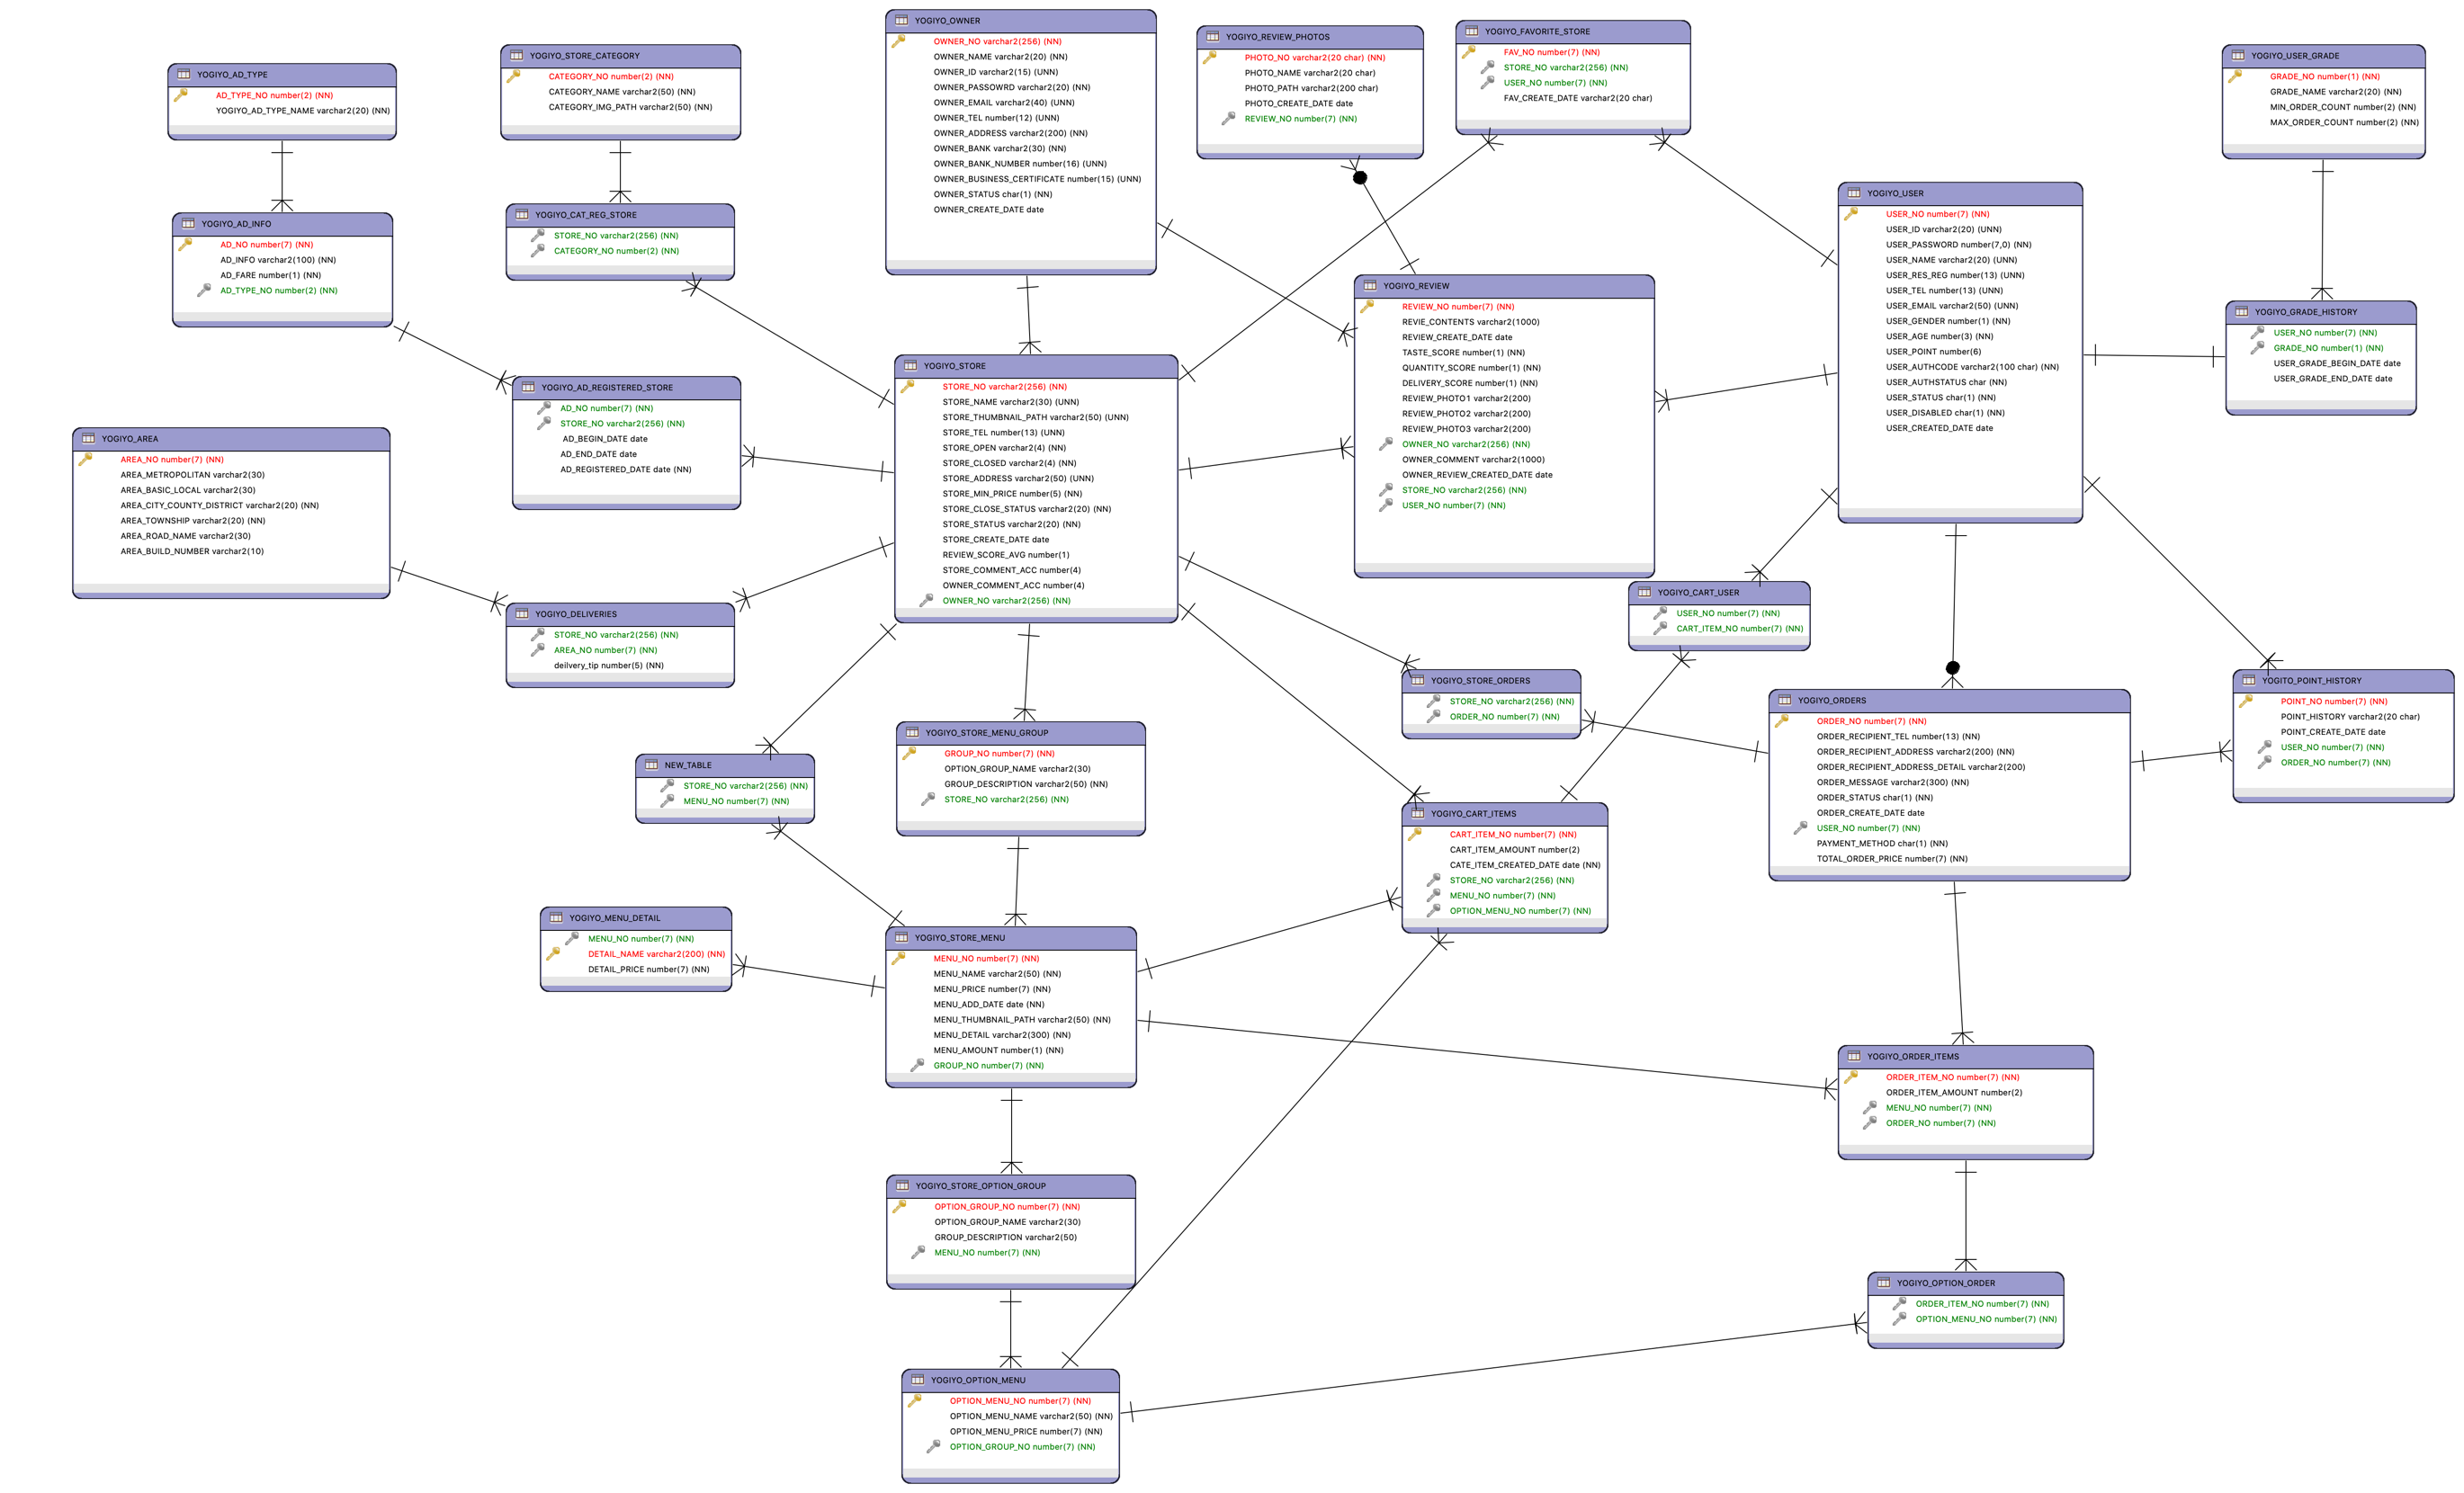 YOGIYO_AD_TYPE
AD_TYPE_NO number(2) (NN)
YOGIYO_AD_TYPE_NAME varchar2(20) (NN)
YOGIYO_STORE_CATEGORY
CATEGORY_NO number(2) (NN)
CATEGORY_NAME varchar2(50) (NN)
CATEGORY_IMG_PATH varchar2(50) (NN)
YOGIYO_OWNER
OWNER_NO varchar2(256) (NN)
OWNER_NAME varchar2(20) (NN)
OWNER_ID varchar2(15) (UNN)
OWNER_PASSOWRD varchar2(20) (NN)
OWNER_EMAIL varchar2(40) (UNN)
OWNER_TEL number(12) (UNN)
OWNER_ADDRESS varchar2(200) (NN)
OWNER_BANK varchar2(30) (NN)
OWNER_BANK_NUMBER number(16) (UNN)
OWNER_BUSINESS_CERTIFICATE number(15) (UNN)
OWNER_STATUS char(1) (NN)
OWNER_CREATE_DATE date
YOGIYO_REVIEW_PHOTOS
PHOTO_NO varchar2(20 char) (NN)
PHOTO_NAME varchar2(20 char)
PHOTO_PATH varchar2(200 char)
PHOTO_CREATE_DATE date
REVIEW_NO number(7) (NN)
YOGIYO_FAVORITE_STORE
FAV_NO number(7) (NN)
STORE_NO varchar2(256) (NN)
USER_NO number(7) (NN)
FAV_CREATE_DATE varchar2(20 char)
YOGIYO_USER_GRADE
GRADE_NO number(1) (NN)
GRADE_NAME varchar2(20) (NN)
MIN_ORDER_COUNT number(2) (NN)
MAX_ORDER_COUNT number(2) (NN)
YOGIYO_AD_INFO
AD_NO number(7) (NN)
AD_INFO varchar2(100) (NN)
AD_FARE number(1) (NN)
AD_TYPE_NO number(2) (NN)
YOGIYO_CAT_REG_STORE
STORE_NO varchar2(256) (NN)
CATEGORY_NO number(2) (NN)
YOGIYO_USER
USER_NO number(7) (NN)
USER_ID varchar2(20) (UNN)
USER_PASSWORD number(7,0) (NN)
USER_NAME varchar2(20) (UNN)
USER_RES_REG number(13) (UNN)
USER_TEL number(13) (UNN)
USER_EMAIL varchar2(50) (UNN)
USER_GENDER number(1) (NN)
USER_AGE number(3) (NN)
USER_POINT number(6)
USER_AUTHCODE varchar2(100 char) (NN)
USER_AUTHSTATUS char (NN)
USER_STATUS char(1) (NN)
USER_DISABLED char(1) (NN)
USER_CREATED_DATE date
YOGIYO_REVIEW
REVIEW_NO number(7) (NN)
REVIE_CONTENTS varchar2(1000)
REVIEW_CREATE_DATE date
TASTE_SCORE number(1) (NN)
QUANTITY_SCORE number(1) (NN)
DELIVERY_SCORE number(1) (NN)
REVIEW_PHOTO1 varchar2(200)
REVIEW_PHOTO2 varchar2(200)
REVIEW_PHOTO3 varchar2(200)
OWNER_NO varchar2(256) (NN)
OWNER_COMMENT varchar2(1000)
OWNER_REVIEW_CREATED_DATE date
STORE_NO varchar2(256) (NN)
USER_NO number(7) (NN)
YOGIYO_GRADE_HISTORY
USER_NO number(7) (NN)
GRADE_NO number(1) (NN)
USER_GRADE_BEGIN_DATE date
USER_GRADE_END_DATE date
YOGIYO_STORE
STORE_NO varchar2(256) (NN)
STORE_NAME varchar2(30) (UNN)
STORE_THUMBNAIL_PATH varchar2(50) (UNN)
STORE_TEL number(13) (UNN)
STORE_OPEN varchar2(4) (NN)
STORE_CLOSED varchar2(4) (NN)
STORE_ADDRESS varchar2(50) (UNN)
STORE_MIN_PRICE number(5) (NN)
STORE_CLOSE_STATUS varchar2(20) (NN)
STORE_STATUS varchar2(20) (NN)
STORE_CREATE_DATE date
REVIEW_SCORE_AVG number(1)
STORE_COMMENT_ACC number(4)
OWNER_COMMENT_ACC number(4)
OWNER_NO varchar2(256) (NN)
YOGIYO_AD_REGISTERED_STORE
AD_NO number(7) (NN)
STORE_NO varchar2(256) (NN)
AD_BEGIN_DATE date
AD_END_DATE date
AD_REGISTERED_DATE date (NN)
YOGIYO_AREA
AREA_NO number(7) (NN)
AREA_METROPOLITAN varchar2(30)
AREA_BASIC_LOCAL varchar2(30)
AREA_CITY_COUNTY_DISTRICT varchar2(20) (NN)
AREA_TOWNSHIP varchar2(20) (NN)
AREA_ROAD_NAME varchar2(30)
AREA_BUILD_NUMBER varchar2(10)
YOGIYO_DELIVERIES
STORE_NO varchar2(256) (NN)
AREA_NO number(7) (NN)
deilvery_tip number(5) (NN)
YOGIYO_CART_USER
USER_NO number(7) (NN)
CART_ITEM_NO number(7) (NN)
YOGIYO_STORE_ORDERS
STORE_NO varchar2(256) (NN)
ORDER_NO number(7) (NN)
YOGIYO_ORDERS
ORDER_NO number(7) (NN)
ORDER_RECIPIENT_TEL number(13) (NN)
ORDER_RECIPIENT_ADDRESS varchar2(200) (NN)
ORDER_RECIPIENT_ADDRESS_DETAIL varchar2(200)
ORDER_MESSAGE varchar2(300) (NN)
ORDER_STATUS char(1) (NN)
ORDER_CREATE_DATE date
USER_NO number(7) (NN)
PAYMENT_METHOD char(1) (NN)
TOTAL_ORDER_PRICE number(7) (NN)
YOGITO_POINT_HISTORY
POINT_NO number(7) (NN)
POINT_HISTORY varchar2(20 char)
POINT_CREATE_DATE date
USER_NO number(7) (NN)
ORDER_NO number(7) (NN)
YOGIYO_STORE_MENU_GROUP
GROUP_NO number(7) (NN)
OPTION_GROUP_NAME varchar2(30)
GROUP_DESCRIPTION varchar2(50) (NN)
STORE_NO varchar2(256) (NN)
NEW_TABLE
STORE_NO varchar2(256) (NN)
MENU_NO number(7) (NN)
YOGIYO_CART_ITEMS
CART_ITEM_NO number(7) (NN)
CART_ITEM_AMOUNT number(2)
CATE_ITEM_CREATED_DATE date (NN)
STORE_NO varchar2(256) (NN)
MENU_NO number(7) (NN)
OPTION_MENU_NO number(7) (NN)
YOGIYO_MENU_DETAIL
MENU_NO number(7) (NN)
DETAIL_NAME varchar2(200) (NN)
DETAIL_PRICE number(7) (NN)
YOGIYO_STORE_MENU
MENU_NO number(7) (NN)
MENU_NAME varchar2(50) (NN)
MENU_PRICE number(7) (NN)
MENU_ADD_DATE date (NN)
MENU_THUMBNAIL_PATH varchar2(50) (NN)
MENU_DETAIL varchar2(300) (NN)
MENU_AMOUNT number(1) (NN)
GROUP_NO number(7) (NN)
YOGIYO_ORDER_ITEMS
ORDER_ITEM_NO number(7) (NN)
ORDER_ITEM_AMOUNT number(2)
MENU_NO number(7) (NN)
ORDER_NO number(7) (NN)
YOGIYO_STORE_OPTION_GROUP
OPTION_GROUP_NO number(7) (NN)
OPTION_GROUP_NAME varchar2(30)
GROUP_DESCRIPTION varchar2(50)
MENU_NO number(7) (NN)
YOGIYO_OPTION_ORDER
ORDER_ITEM_NO number(7) (NN)
OPTION_MENU_NO number(7) (NN)
YOGIYO_OPTION_MENU
OPTION_MENU_NO number(7) (NN)
OPTION_MENU_NAME varchar2(50) (NN)
OPTION_MENU_PRICE number(7) (NN)
OPTION_GROUP_NO number(7) (NN)